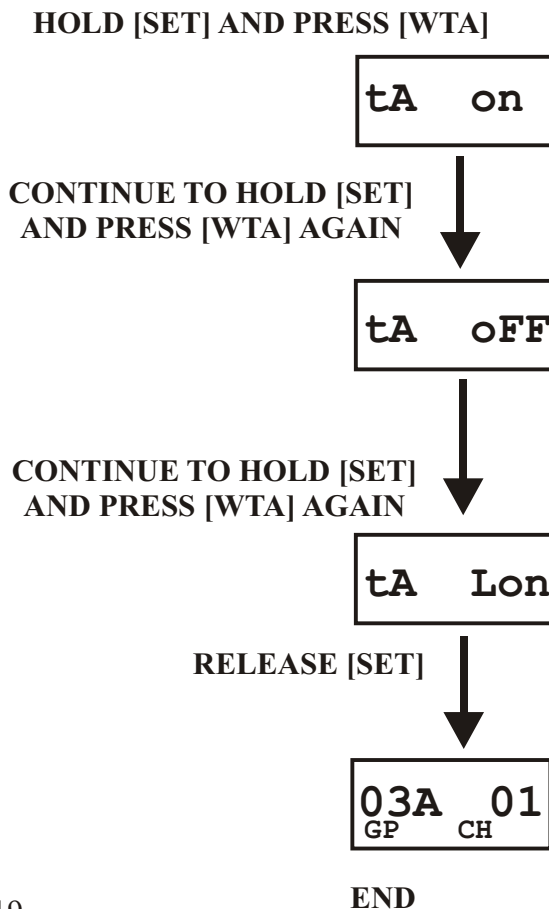 HOLD [SET] AND PRESS [WTA]
tA on
CONTINUE TO HOLD [SET]
AND PRESS [WTA] AGAIN
tA oFF
CONTINUE TO HOLD [SET]
AND PRESS [WTA] AGAIN
tA Lon
RELEASE [SET]
03A 01
GP CH
END